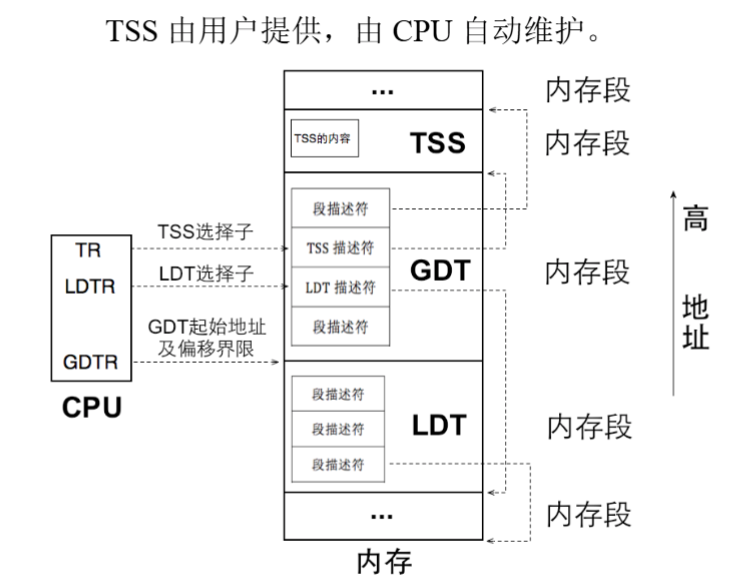 TSS 由用户提供，由 CPU 自动维护。
...
内存段
TSS的内容
TSS
内存段
段描述符
TSS 描述符
LDT 描述符
段描述符
GDT
内存段
TR
LDTR
GDTR
CPU
TSS选择子
LDT选择子
GDT起始地址
及偏移界限
段描述符
段描述符
段描述符
LDT
内存段
...
内存段
内存
高
地
址